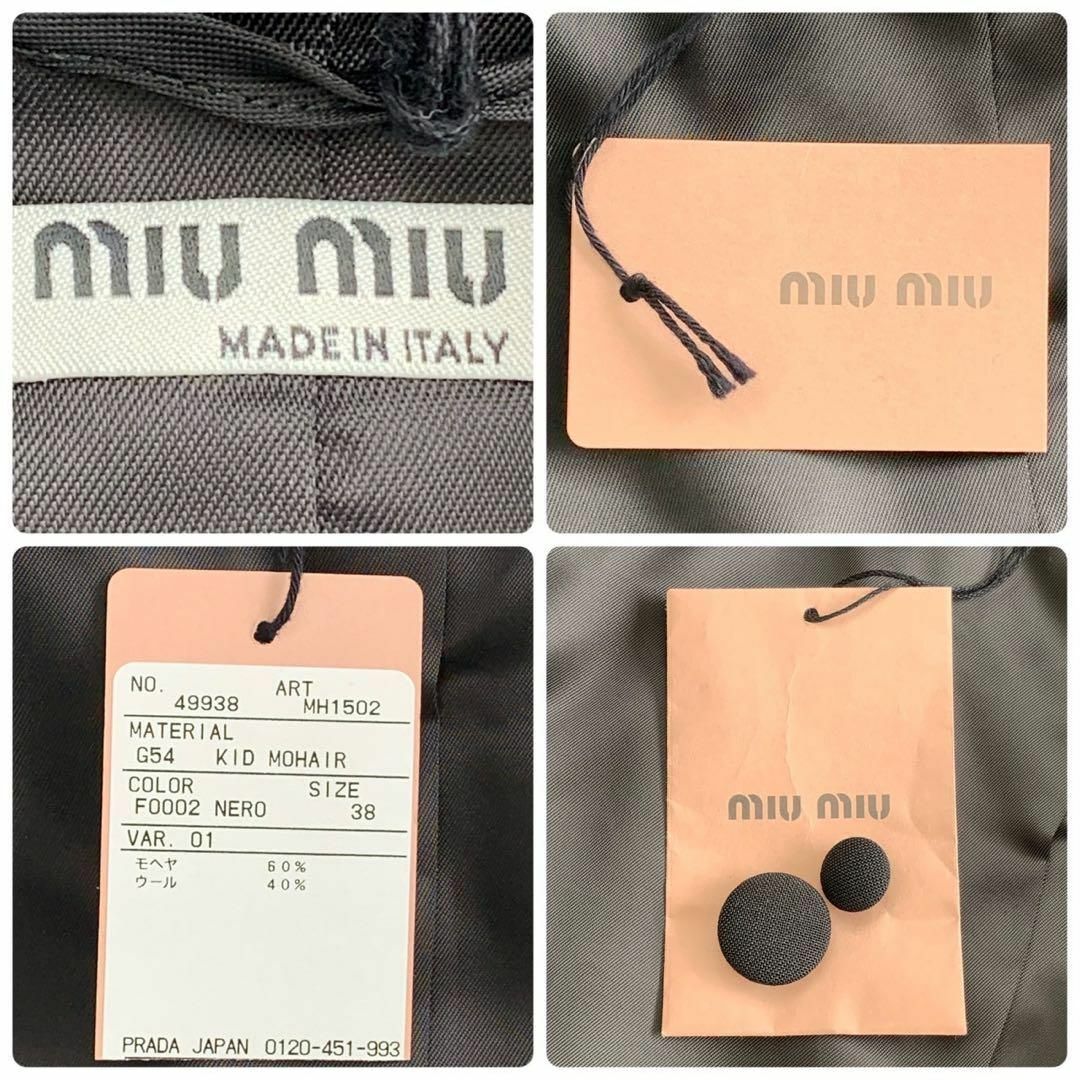 miu miu
MADE IN ITALY
miu miu
NO. ART
49938 MH1502
MATERIAL
G54 KID MOHAIR
COLOR SIZE
F0002 NERO 38
VAR. 01
モヘヤ 60%
ウール 40%
PRADA JAPAN 0120-451-993
miu miu